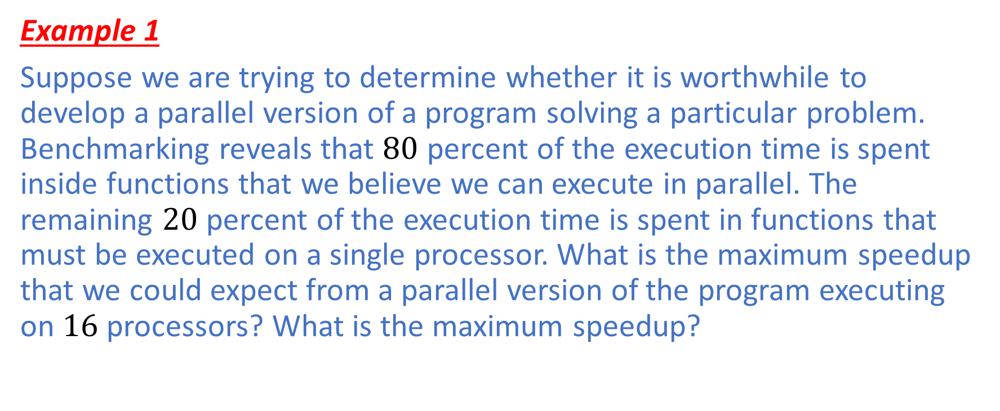 Example 1
Suppose we are trying to determine whether it is worthwhile to
develop a parallel version of a program solving a particular problem.
Benchmarking reveals that 80 percent of the execution time is spent
inside functions that we believe we can execute in parallel. The
remaining 20 percent of the execution time is spent in functions that
must be executed on a single processor. What is the maximum speedup
that we could expect from a parallel version of the program executing
on 16 processors? What is the maximum speedup?